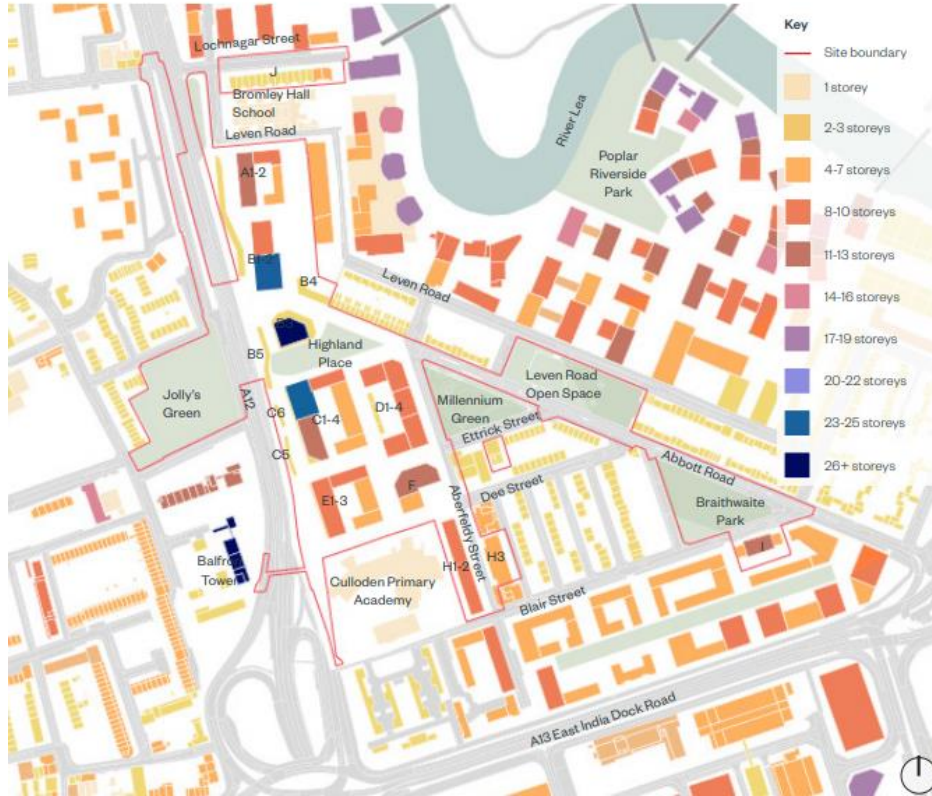 Key
Site boundary
1 storey
2-3 storeys
4-7 storeys
8-10 storeys
11-13 storeys
14-16 storeys
17-19 storeys
20-22 storeys
23-25 storeys
26+ storeys
Lochnagar Street
J
Bromley Hall
School
Leven Road
River Lea
Poplar
Riverside
Park
A1-2
B1-2
B4
Leven Road
B3
B5
Highland
Place
Jolly's
Green
A12
Leven Road
Open Space
Millennium
Green
C6
C1-4
D1-4
Ettrick Street
C5
Abbott Road
Dee Street
E1-3
F
Aberfeldy Street
Braithwaite
Park
Balfron
Tower
Culloden Primary
Academy
H1-2
H3
I
Blair Street
A13 East India Dock Road